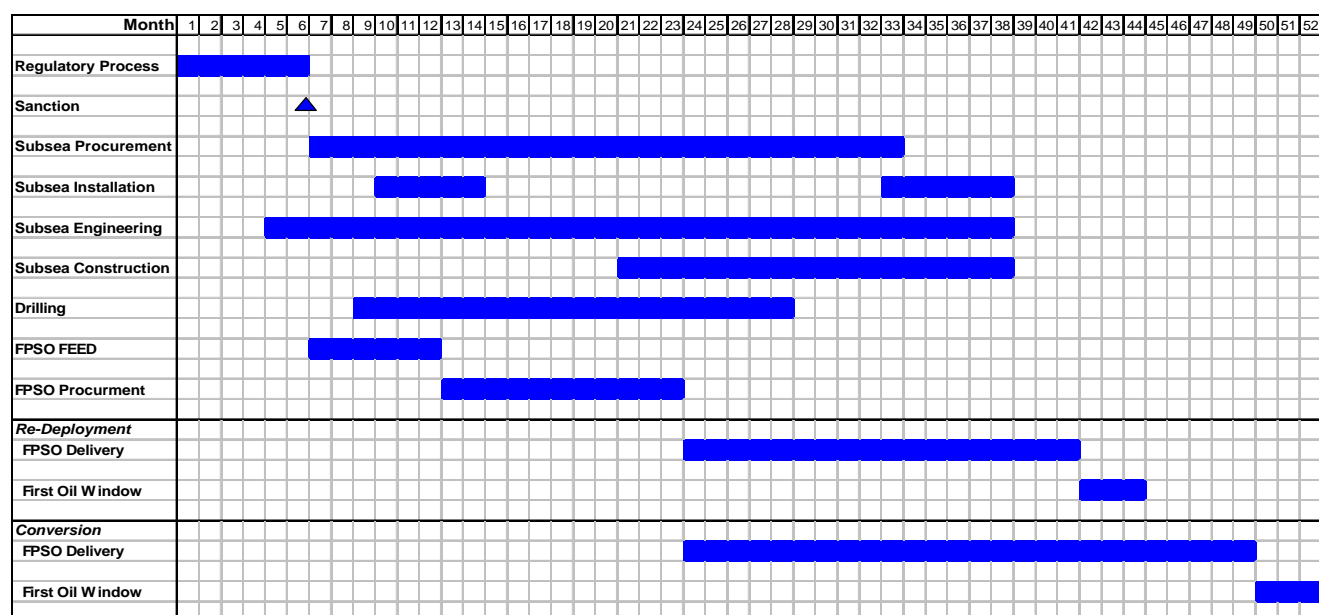 Month 1 2 3 4 5 6 7 8 9 10 11 12 13 14 15 16 17 18 19 20 21 22 23 24 25 26 27 28 29 30 31 32 33 34 35 36 37 38 39 40 41 42 43 44 45 46 47 48 49 50 51 52
Regulatory Process
Sanction
Subsea Procurement
Subsea Installation
Subsea Engineering
Subsea Construction
Drilling
FPSO FEED
FPSO Procurment
Re-Deployment
FPSO Delivery
First Oil Window
Conversion
FPSO Delivery
First Oil Window